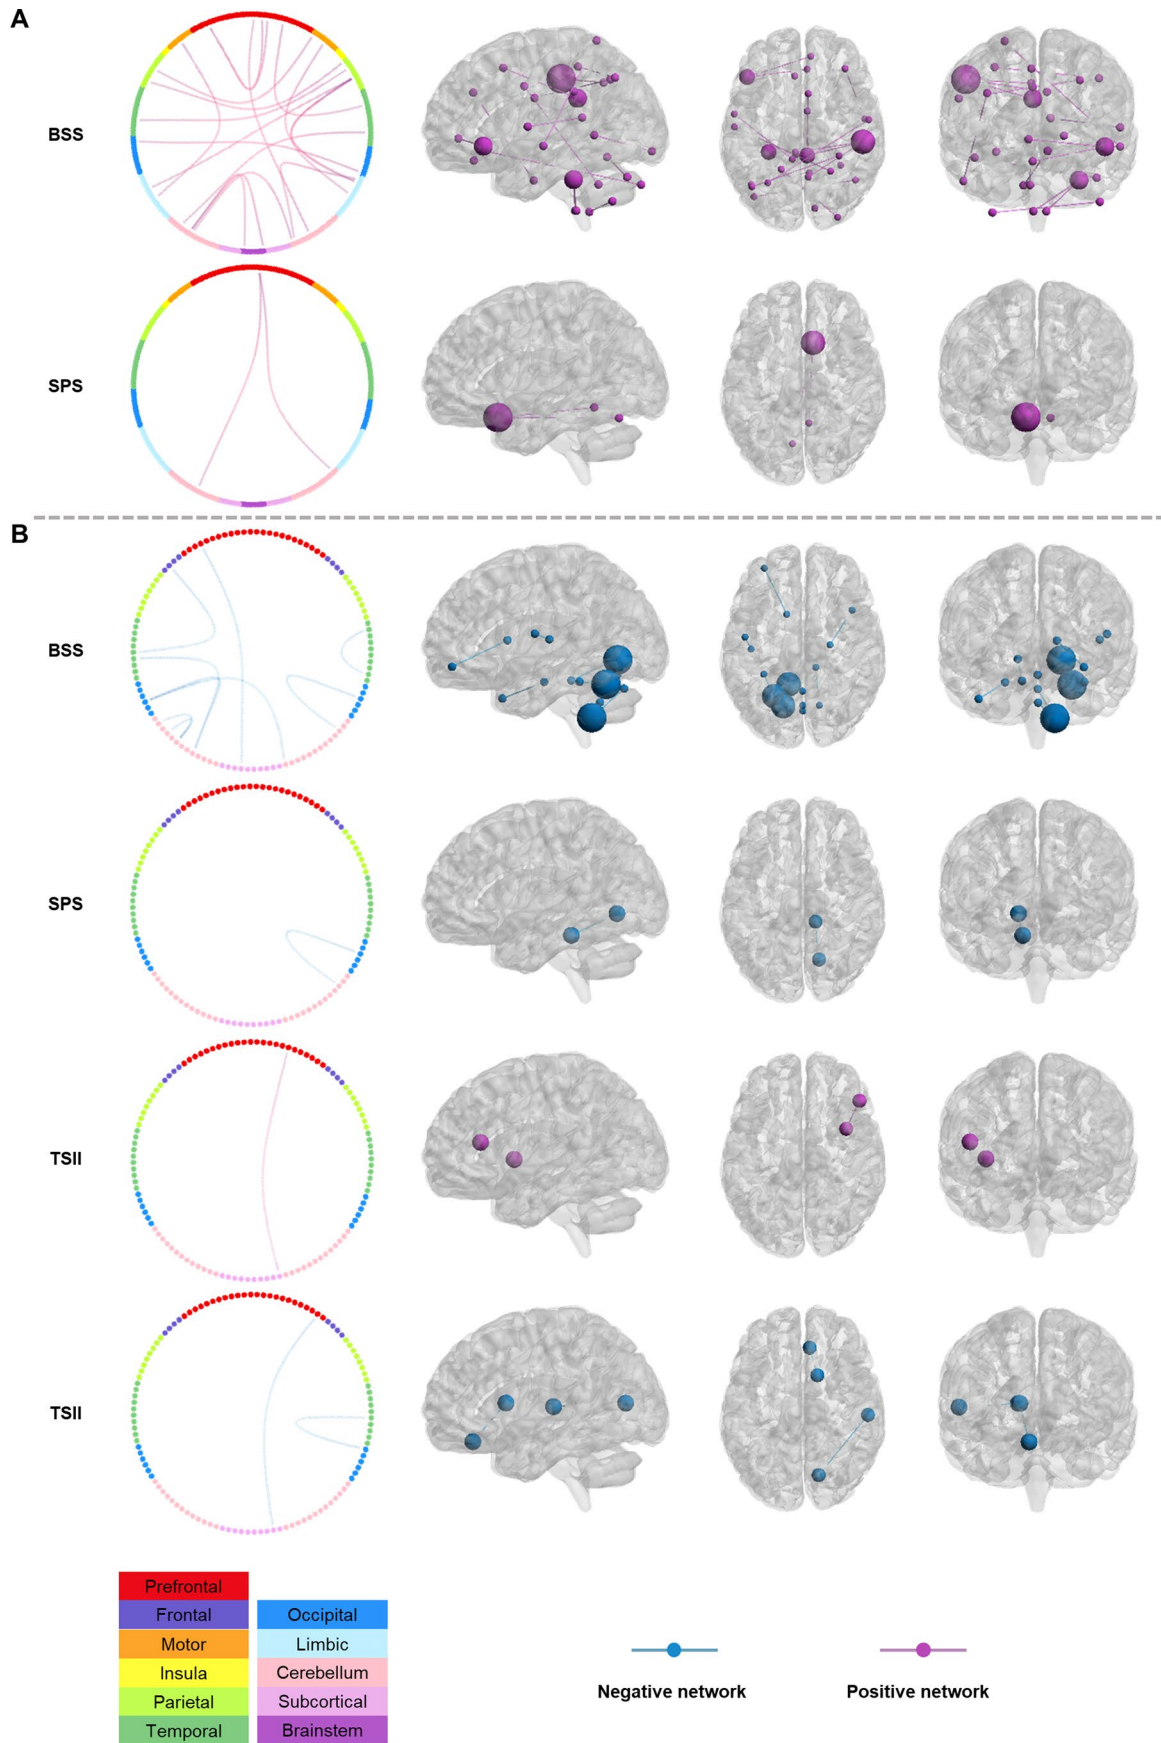 A
BSS
SPS
B
BSS
SPS
TSII
TSII
Prefrontal
Frontal
Occipital
Motor
Limbic
Insula
Cerebellum
Parietal
Subcortical
Temporal
Brainstem
Negative network
Positive network